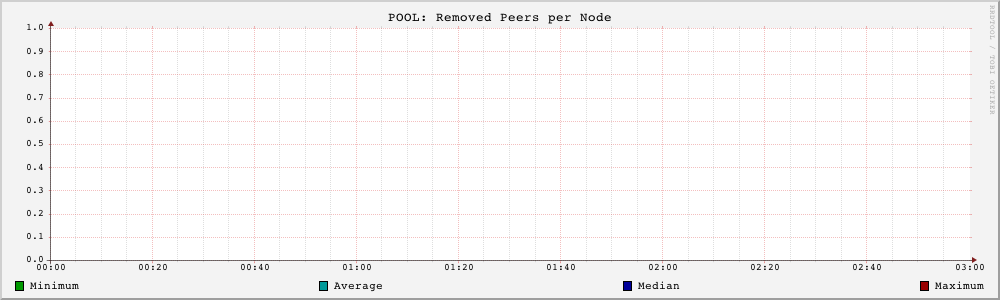 POOL: Removed Peers per Node
RRDTOOL / TOBI OETIKER
1.0
0.9
0.8
0.7
0.6
0.5
0.4
0.3
0.2
0.1
0.0
00:00 00:20 00:40 01:00 01:20 01:40 02:00 02:20 02:40 03:00
Minimum Average Median Maximum